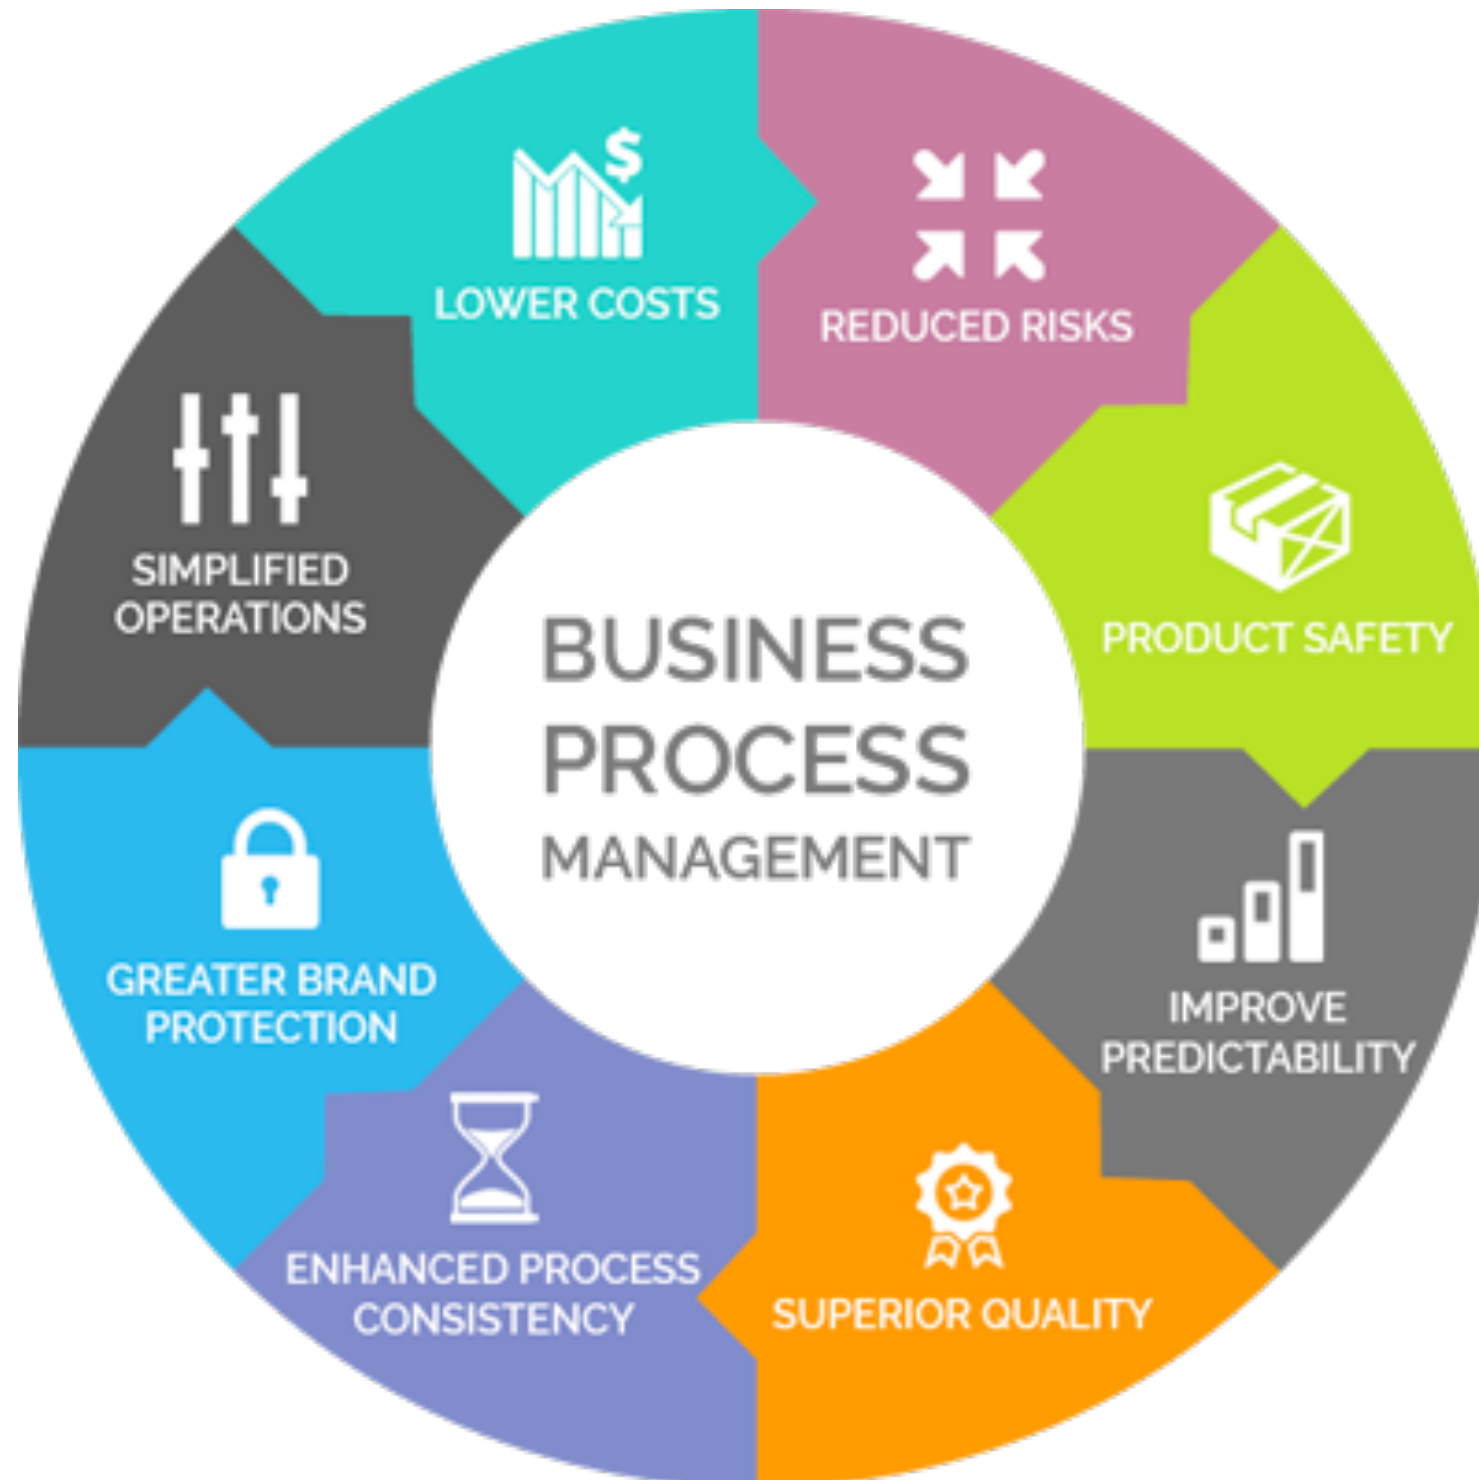 BUSINESS
PROCESS
MANAGEMENT
LOWER COSTS
REDUCED RISKS
PRODUCT SAFETY
IMPROVE
PREDICTABILITY
SUPERIOR QUALITY
ENHANCED PROCESS
CONSISTENCY
GREATER BRAND
PROTECTION
SIMPLIFIED
OPERATIONS
$